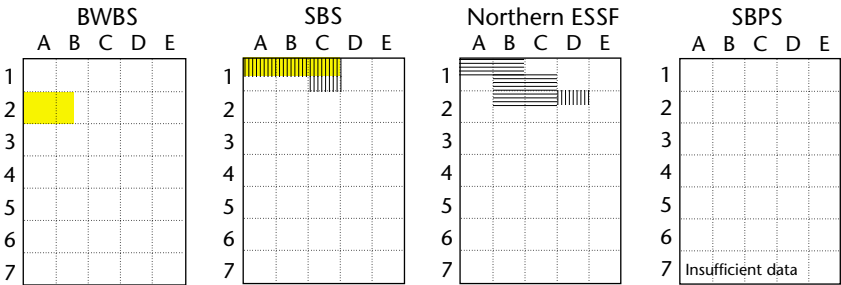 BWBS SBS Northern ESSF SBPS
A B C D E A B C D E A B C D E A B C D E
1 1 1 1
2 2 2 2
3 3 3 3
4 4 4 4
5 5 5 5
6 6 6 6
7 7 7 7 Insufficient data